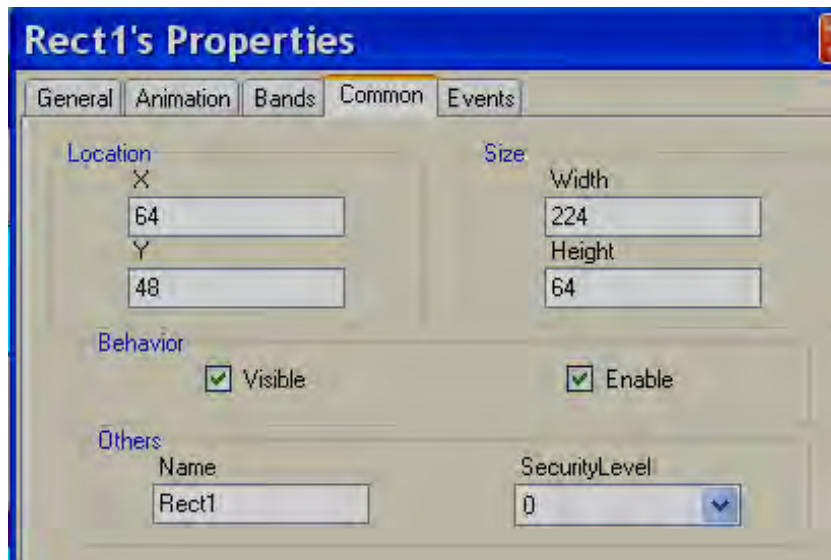 Rect1's Properties
General Animation Bands Common Events
Location
X
64
Y
48
Size
Width
224
Height
64
Behavior
Visible
Enable
Others
Name
Rect1
SecurityLevel
0